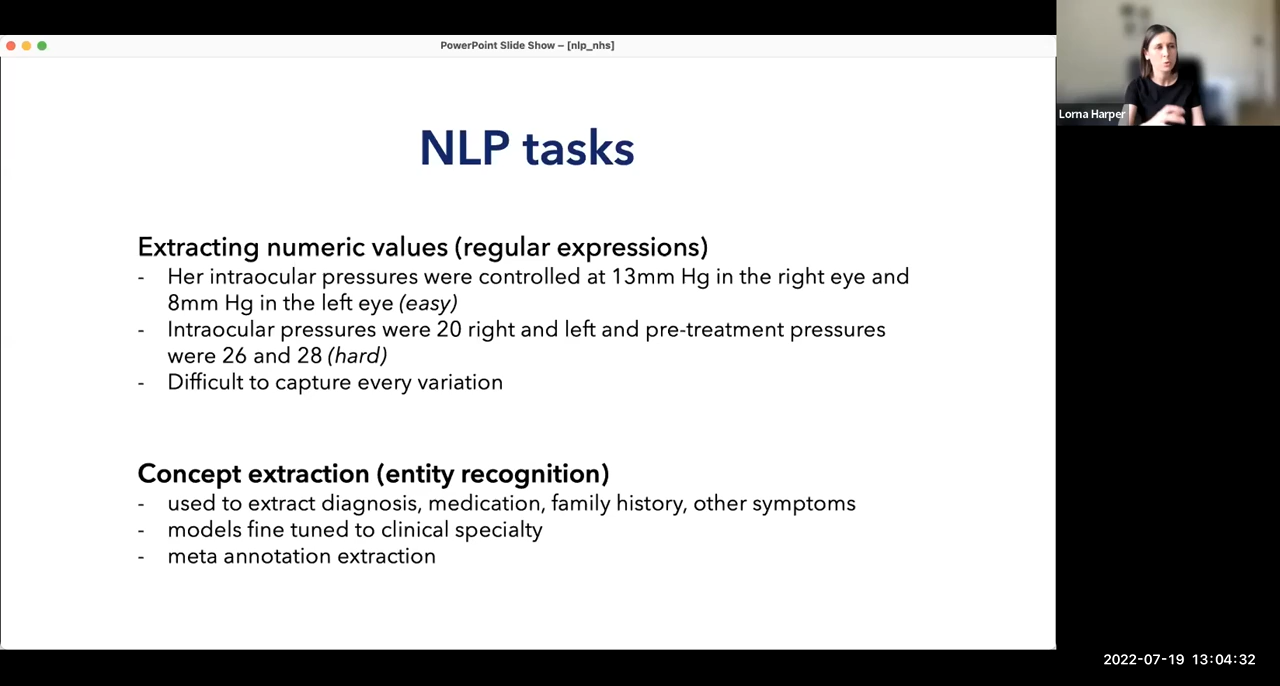 PowerPoint Slide Show – [nlp_nhs]
Lorna Harper
NLP tasks
Extracting numeric values (regular expressions)
- Her intraocular pressures were controlled at 13mm Hg in the right eye and
8mm Hg in the left eye (easy)
- Intraocular pressures were 20 right and left and pre-treatment pressures
were 26 and 28 (hard)
- Difficult to capture every variation
Concept extraction (entity recognition)
- used to extract diagnosis, medication, family history, other symptoms
- models fine tuned to clinical specialty
- meta annotation extraction
2022-07-19 13:04:32